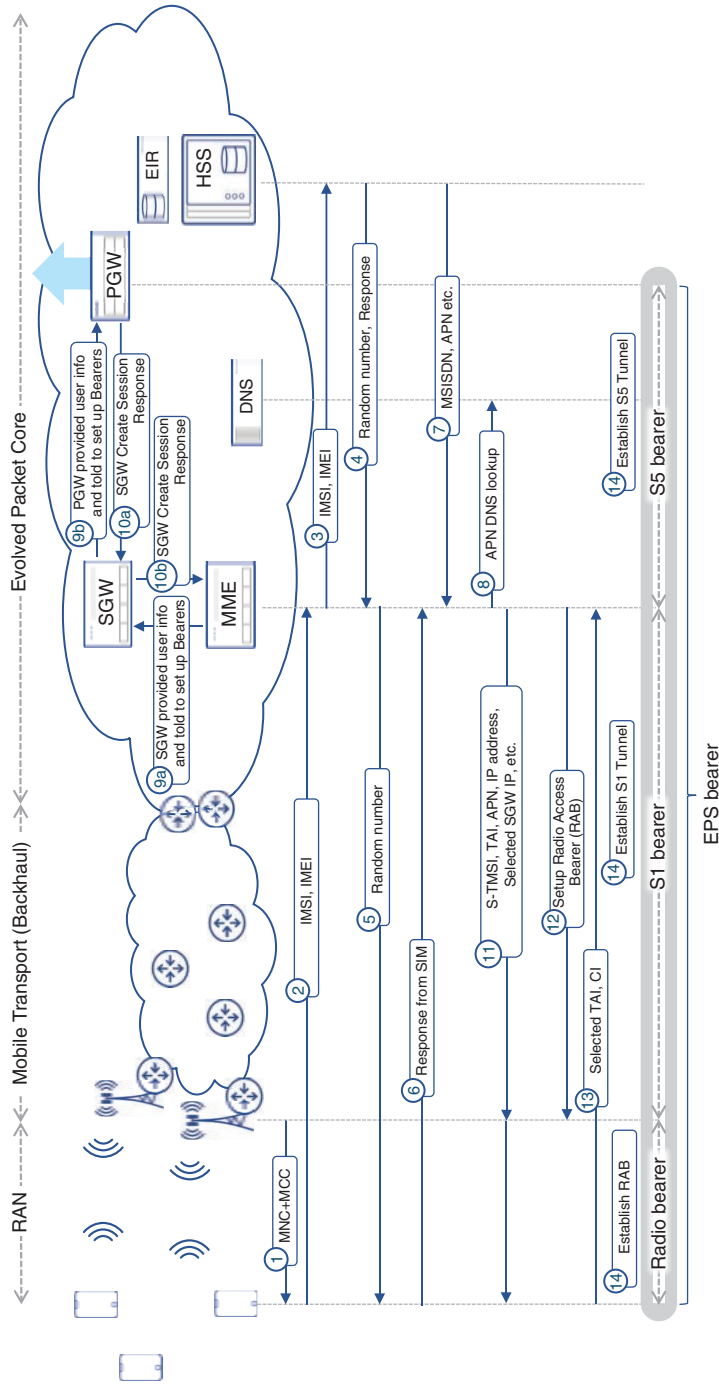 RAN
Mobile Transport (Backhaul)
Evolved Packet Core
9b
PGW provided user info
and told to set up Bearers
10a
SGW Create Session
Response
PGW
EIR
HSS
SGW
10b
SGW Create Session
Response
DNS
MME
9a
SGW provided user info
and told to set up Bearers
1
MNC+MCC
2
IMSI, IMEI
3
IMSI, IMEI
4
Random number, Response
5
Random number
6
Response from SIM
7
MSISDN, APN etc.
8
APN DNS lookup
11
S-TMSI, TAI, APN, IP address,
Selected SGW IP, etc.
12
Setup Radio Access
Bearer (RAB)
13
Selected TAI, CI
14
Establish RAB
14
Establish S1 Tunnel
14
Establish S5 Tunnel
Radio bearer
S1 bearer
S5 bearer
EPS bearer